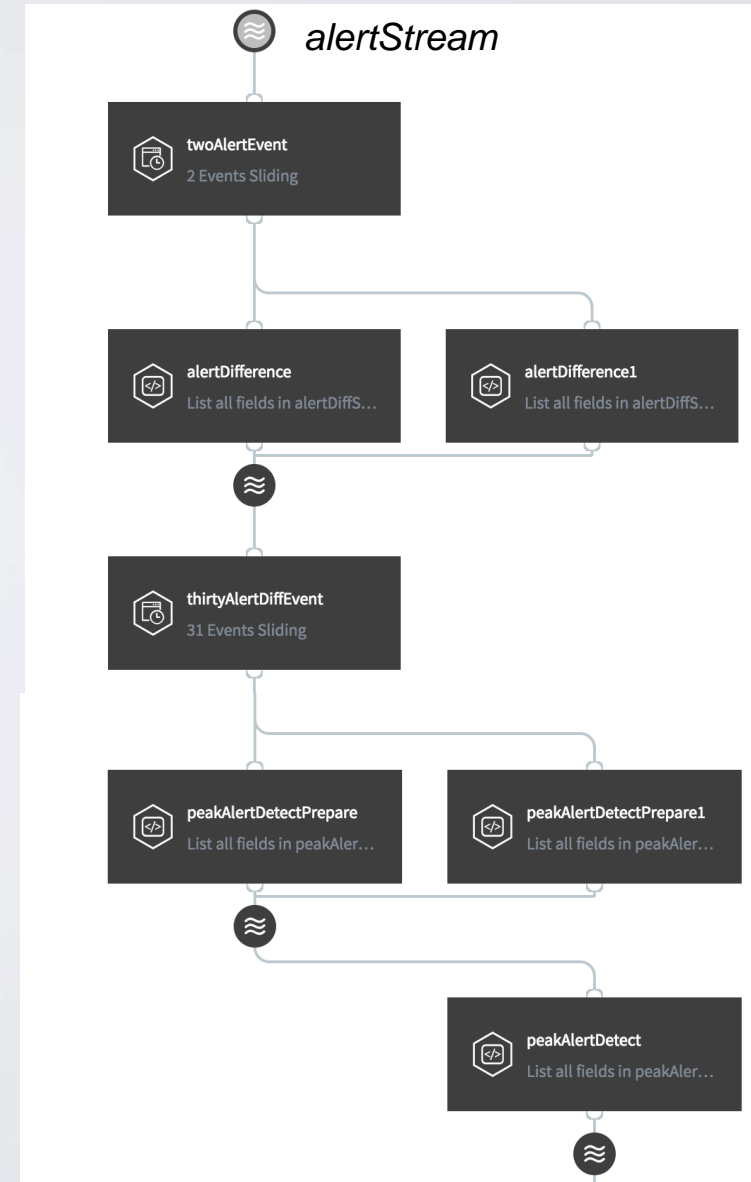 alertStream
twoAlertEvent
2 Events Sliding
alertDifference
List all fields in alertDiffS...
alertDifference1
List all fields in alertDiffS...
thirtyAlertDiffEvent
31 Events Sliding
peakAlertDetectPrepare
List all fields in peakAler...
peakAlertDetectPrepare1
List all fields in peakAler...
peakAlertDetect
List all fields in peakAler...